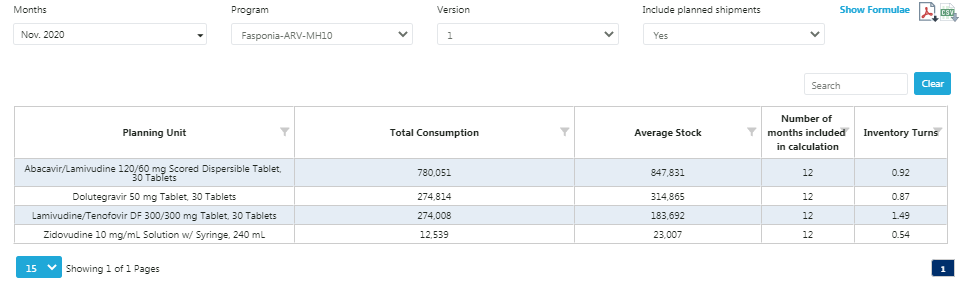 Months Program Version Include planned shipments Show Formulae
Nov. 2020 Fasponia-ARV-MH10 1 Yes
CSV
Search Clear
Planning Unit Total Consumption Average Stock Number of months included in calculation Inventory Turns
Abacavir/Lamivudine 120/60 mg Scored Dispersible Tablet, 30 Tablets 780,051 847,831 12 0.92
Dolutegravir 50 mg Tablet, 30 Tablets 274,814 314,865 12 0.87
Lamivudine/Tenofovir DF 300/300 mg Tablet, 30 Tablets 274,008 183,692 12 1.49
Zidovudine 10 mg/mL Solution w/ Syringe, 240 mL 12,539 23,007 12 0.54
15 Showing 1 of 1 Pages 1